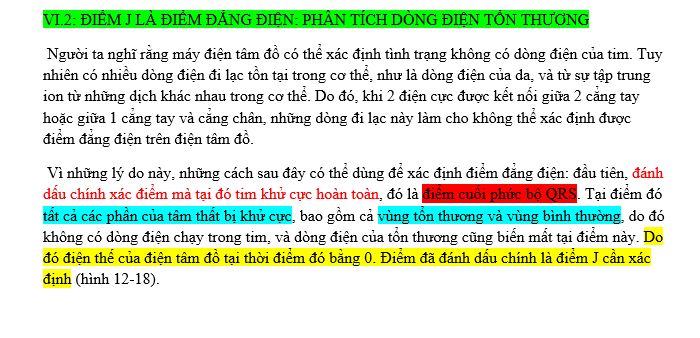 VI.2: ĐIỂM J LÀ ĐIỂM ĐẲNG ĐIỆN: PHÂN TÍCH DÒNG ĐIỆN TỔN THƯƠNG
Người ta nghĩ rằng máy điện tâm đồ có thể xác định tình trạng không có dòng điện của tim. Tuy
nhiên có nhiều dòng điện đi lạc tồn tại trong cơ thể, như là dòng điện của da, và từ sự tập trung
ion từ những dịch khác nhau trong cơ thể. Do đó, khi 2 điện cực được kết nối giữa 2 cẳng tay
hoặc giữa 1 cẳng tay và cẳng chân, những dòng đi lạc này làm cho không thể xác định được
điểm đẳng điện trên điện tâm đồ.
Vì những lý do này, những cách sau đây có thể dùng để xác định điểm đẳng điện: đầu tiên, đánh
dấu chính xác điểm mà tại đó tim khử cực hoàn toàn, đó là điểm cuối phức bộ QRS. Tại điểm đó
tất cả các phần của tâm thất bị khử cực, bao gồm cả vùng tổn thương và vùng bình thường, do đó
không có dòng điện chạy trong tim, và dòng điện của tổn thương cũng biến mất tại điểm này. Do
đó điện thế của điện tâm đồ tại thời điểm đó bằng 0. Điểm đã đánh dấu chính là điểm J cần xác
định (hình 12-18).